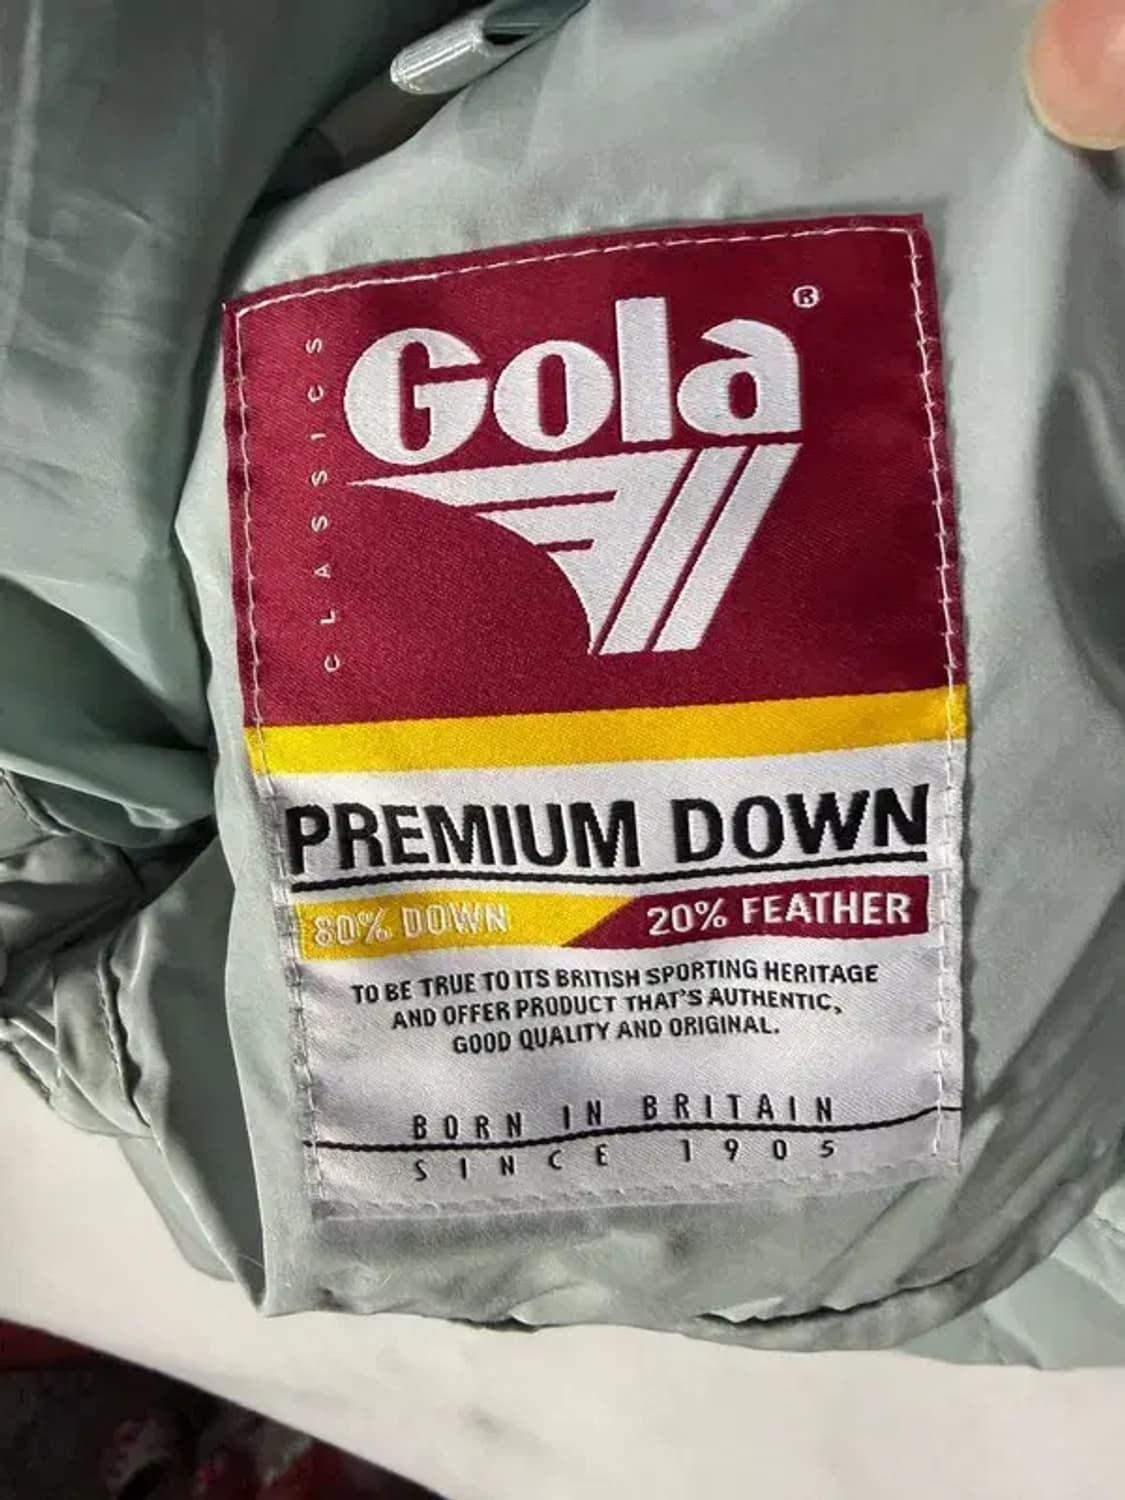 Gola®
CLASSICS
PREMIUM DOWN
80% DOWN 20% FEATHER
TO BE TRUE TO ITS BRITISH SPORTING HERITAGE
AND OFFER PRODUCT THAT'S AUTHENTIC,
GOOD QUALITY AND ORIGINAL.
BORN IN BRITAIN
SINCE 1905